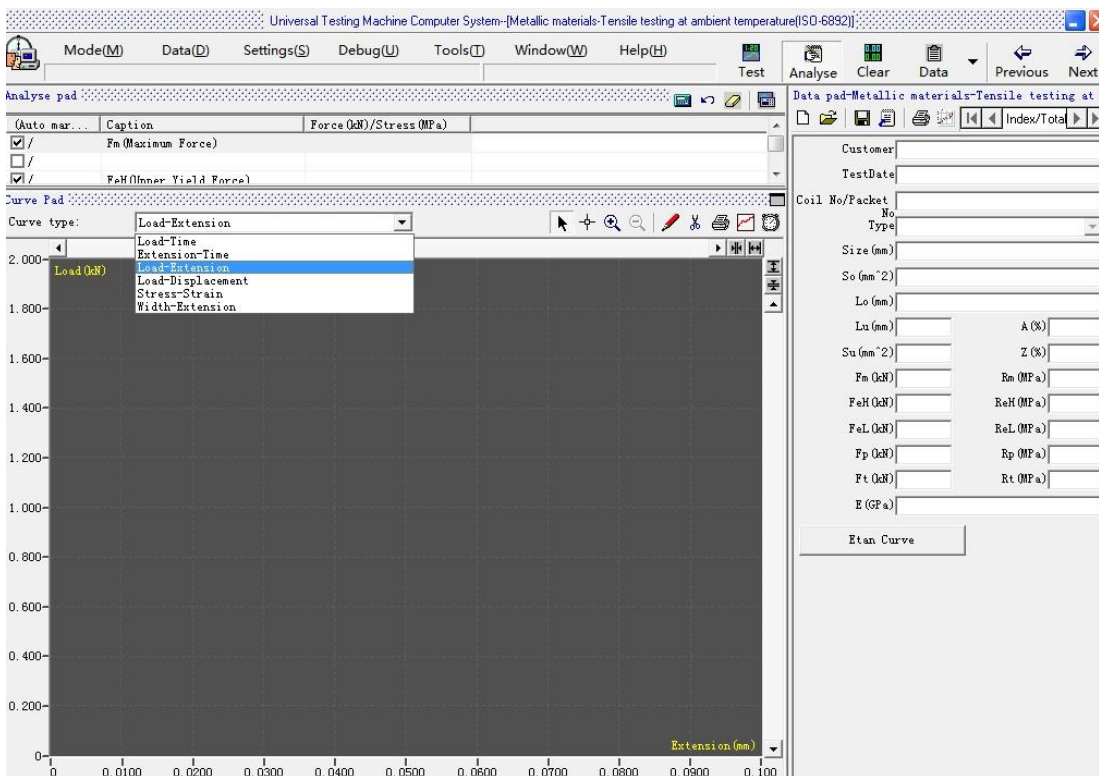 Universal Testing Machine Computer System--[Metallic materials-Tensile testing at ambient temperature(ISO-6892)]
Mode(M) Data(D) Settings(S) Debug(U) Tools(T) Window(W) Help(H)
Test Analyse Clear Data Previous Next
Analyse pad
(Auto mar... Caption Force(kN)/Stress(MPa)
/ Fm(Maximum Force)
/
/ FeH(Upper Yield Force)
Curve Pad
Curve type: Load-Extension
Load-Time
Extension-Time
Load-Extension
Load-Displacement
Stress-Strain
Width-Extension
Load(kN)
2.000
1.800
1.600
1.400
1.200
1.000
0.800
0.600
0.400
0.200
0
Extension(mm)
0 0.0100 0.0200 0.0300 0.0400 0.0500 0.0600 0.0700 0.0800 0.0900 0.100
Data pad-Metallic materials-Tensile testing at
Index/Total
Customer
TestDate
Coil No/Packet
No
Type
Size(mm)
So(mm^2)
Lo(mm)
Lu(mm) A(%)
Su(mm^2) Z(%)
Fm(kN) Rm(MPa)
FeH(kN) ReH(MPa)
FeL(kN) ReL(MPa)
Fp(kN) Rp(MPa)
Ft(kN) Rt(MPa)
E(GPa)
Etan Curve